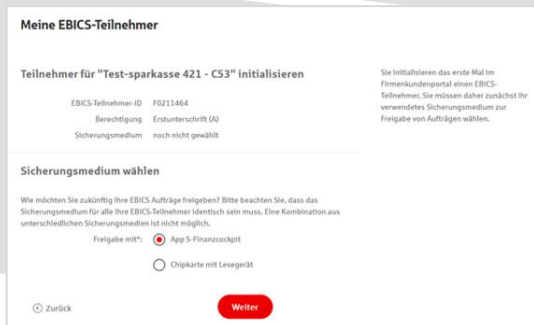 Meine EBICS-Teilnehmer
Teilnehmer für "Test-sparkasse 421 - C53" initialisieren
EBICS-Teilnehmer-ID F0211464
Berechtigung Erstunterschrift (A)
Sicherungsmedium noch nicht gewählt
Sie initialisieren das erste Mal im
Firmenkundenportal einen EBICS-
Teilnehmer. Sie müssen daher zunächst Ihr
verwendetes Sicherungsmedium zur
Freigabe von Aufträgen wählen.
Sicherungsmedium wählen
Wie möchten Sie zukünftig Ihre EBICS Aufträge freigeben? Bitte beachten Sie, dass das
Sicherungsmedium für alle Ihre EBICS-Teilnehmer identisch sein muss. Eine Kombination aus
unterschiedlichen Sicherungsmedien ist nicht möglich.
Freigabe mit*: App S-Finanzcockpit
Chipkarte mit Lesegerät
Zurück
Weiter